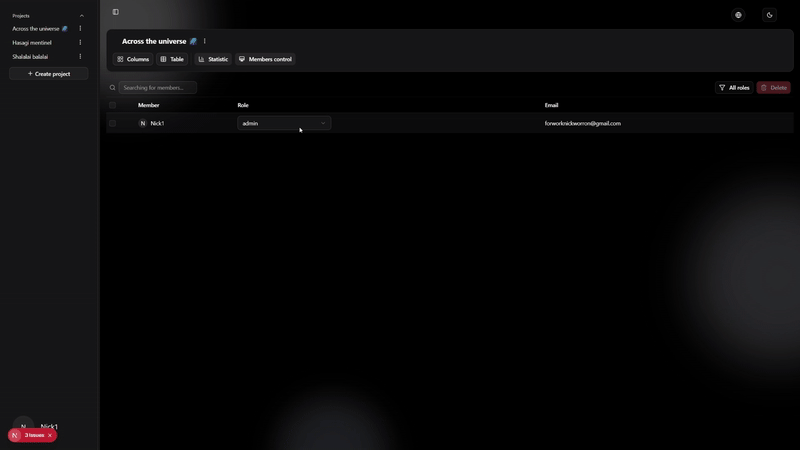 Projects
Across the universe 🌌
Hasagi mentinel
Shalalai balalai
+ Create project
Across the universe 🌌
Columns
Table
Statistic
Members control
Searching for members...
All roles
Delete
Member
Role
Email
N Nick1
admin
forworknickworron@gmail.com
N Nick1
N 3 Issues ×